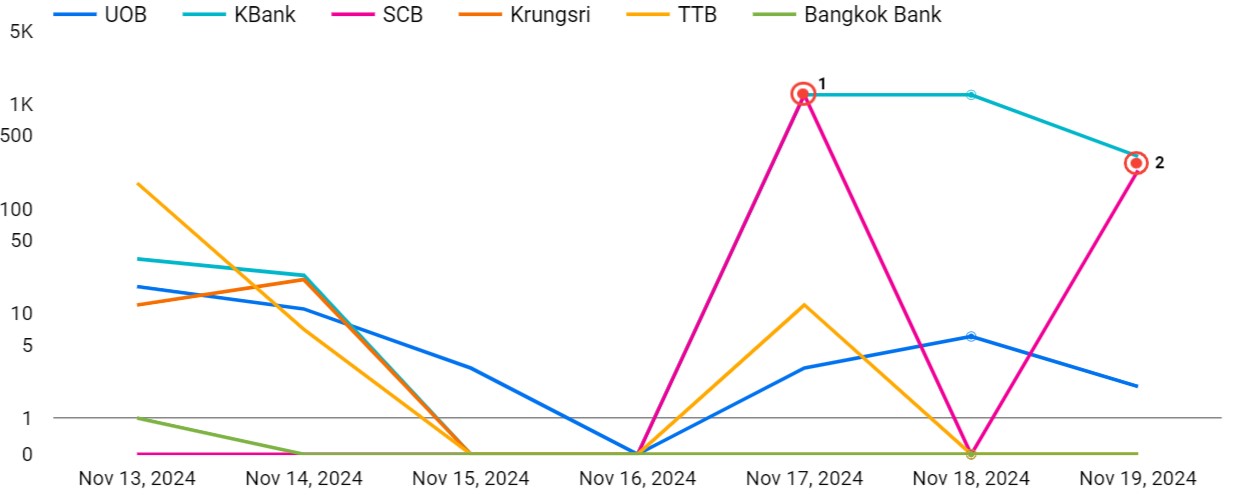 UOB KBank SCB Krungsri TTB Bangkok Bank
5K
1
1K
500
2
100
50
10
5
1
0
Nov 13, 2024 Nov 14, 2024 Nov 15, 2024 Nov 16, 2024 Nov 17, 2024 Nov 18, 2024 Nov 19, 2024